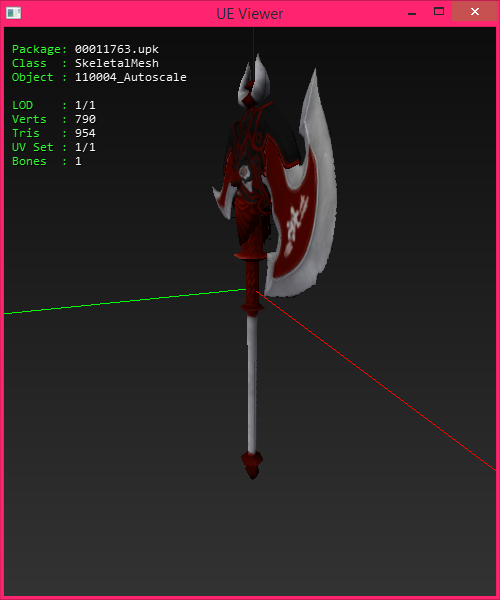 UE Viewer
Package: 00011763.upk
Class : SkeletalMesh
Object : 110004_Autoscale
LOD : 1/1
Verts : 790
Tris : 954
UV Set : 1/1
Bones : 1